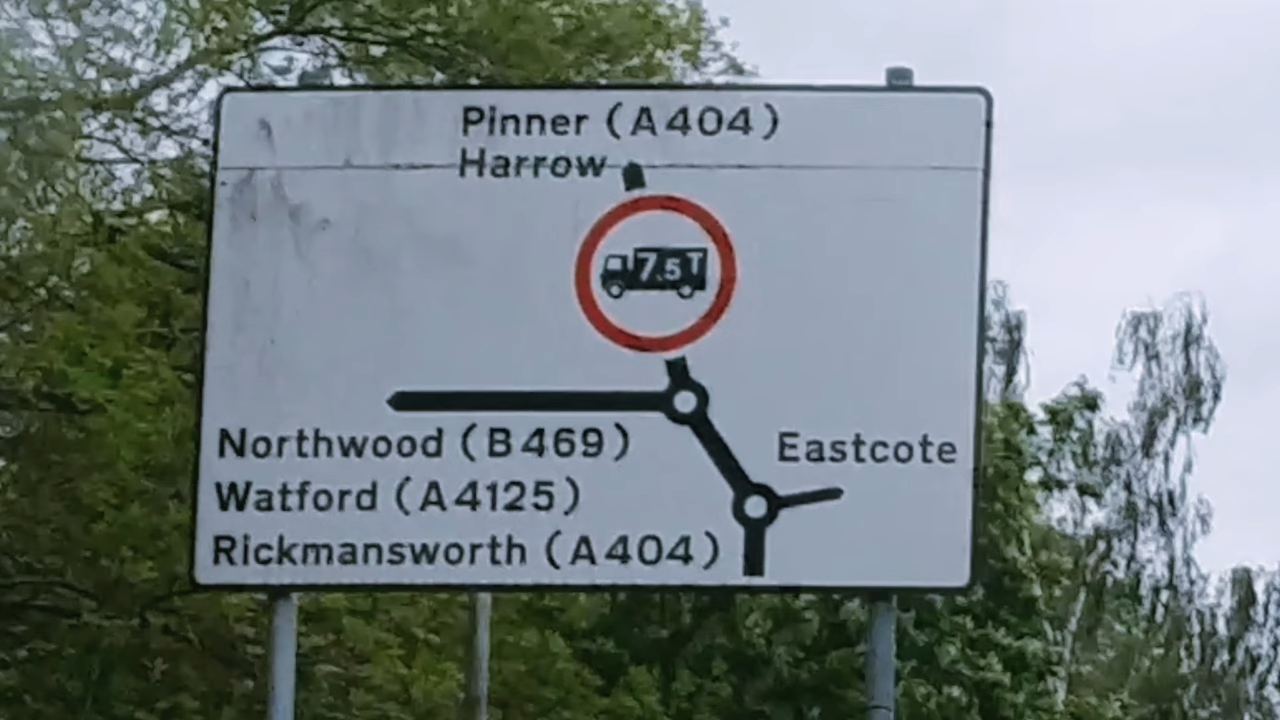 Pinner (A404)
Harrow
7.5T
Northwood (B469)
Eastcote
Watford (A4125)
Rickmansworth (A404)